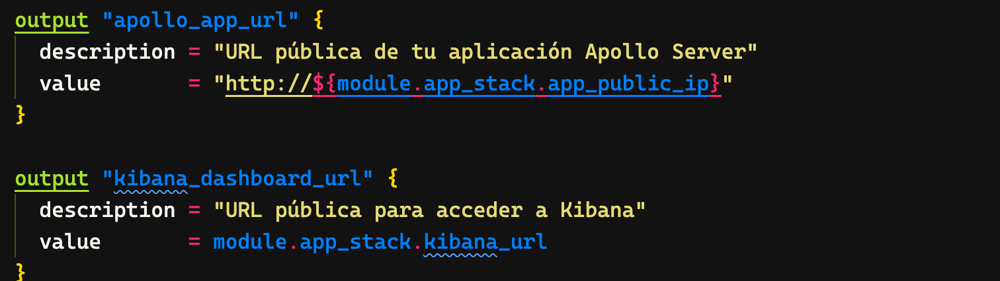 output "apollo_app_url" {
  description = "URL pública de tu aplicación Apollo Server"
  value       = "http://${module.app_stack.app_public_ip}"
}

output "kibana_dashboard_url" {
  description = "URL pública para acceder a Kibana"
  value       = module.app_stack.kibana_url
}